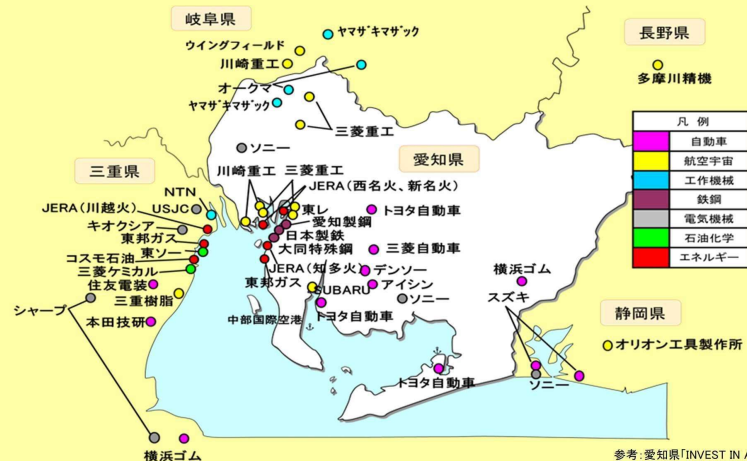 岐阜県
ヤマザキマザック
ウイングフィールド
川崎重工
オークマ
ヤマザキマザック
三菱重工
長野県
多摩川精機
凡 例
自動車
航空宇宙
工作機械
鉄鋼
電気機械
石油化学
エネルギー
ソニー
愛知県
三重県
川崎重工
三菱重工
JERA(西名火、新名火)
NTN
USJC
JERA(川越火)
キオクシア
東邦ガス
東ソー
コスモ石油
三菱ケミカル
住友電装
シャープ
三重樹脂
本田技研
東レ
愛知製鋼
日本製鉄
大同特殊鋼
JERA(知多火)
東邦ガス
SUBARU
中部国際空港
トヨタ自動車
三菱自動車
デンソー
アイシン
ソニー
トヨタ自動車
横浜ゴム
スズキ
静岡県
オリオン工具製作所
ソニー
トヨタ自動車
横浜ゴム
参考:愛知県「INVEST IN A